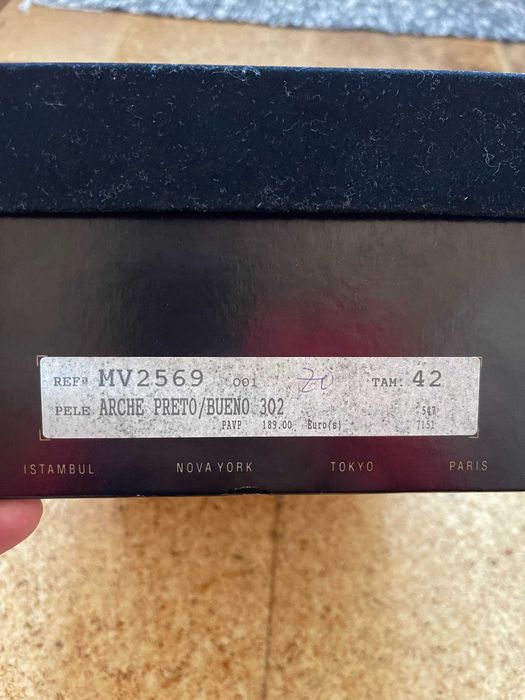 REFª MV2569 001 20 TAM: 42
PELE ARCHE PRETO/BUENO 302 547
PAVP 189.00 Euro(s) 7151
ISTAMBUL NOVA YORK TOKYO PARIS